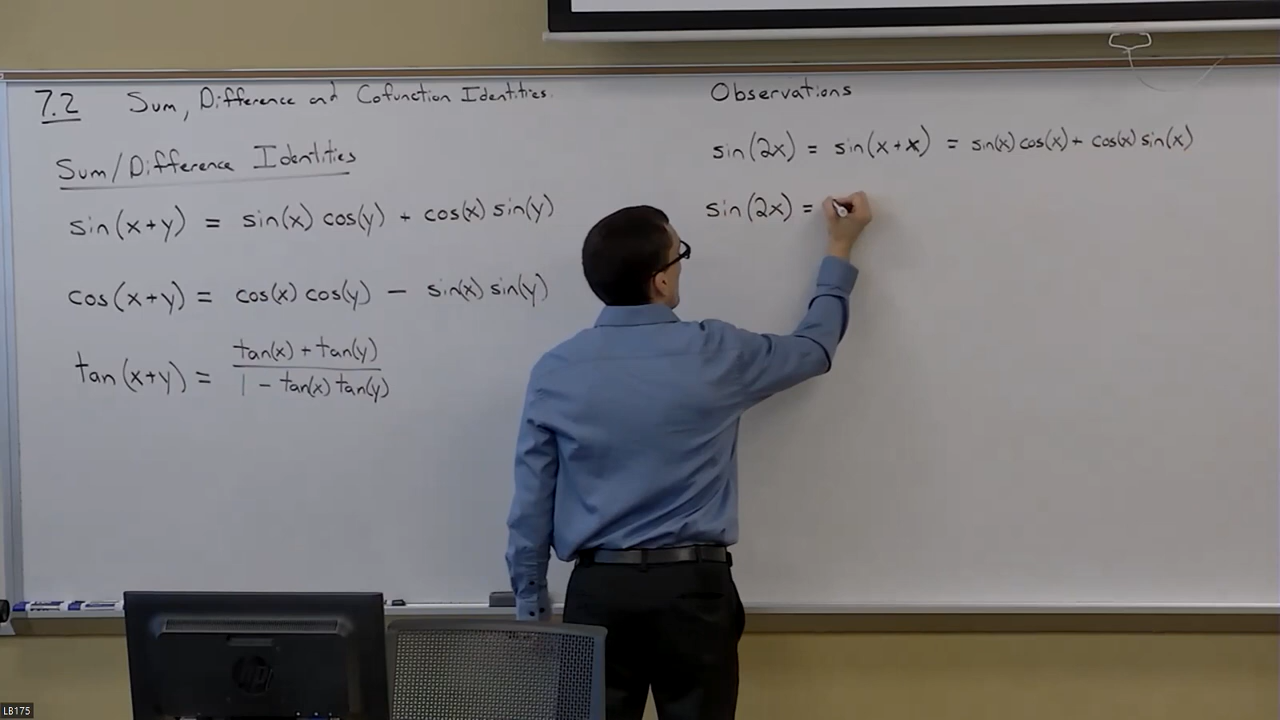 7.2 Sum, Difference and Cofunction Identities.
Sum/Difference Identities
sin(x+y) = sin(x) cos(y) + cos(x) sin(y)
cos(x+y) = cos(x) cos(y) − sin(x) sin(y)
tan(x+y) = tan(x) + tan(y)
1 − tan(x) tan(y)
Observations
sin(2x) = sin(x+x) = sin(x) cos(x) + cos(x) sin(x)
sin(2x) =
hp
LB175